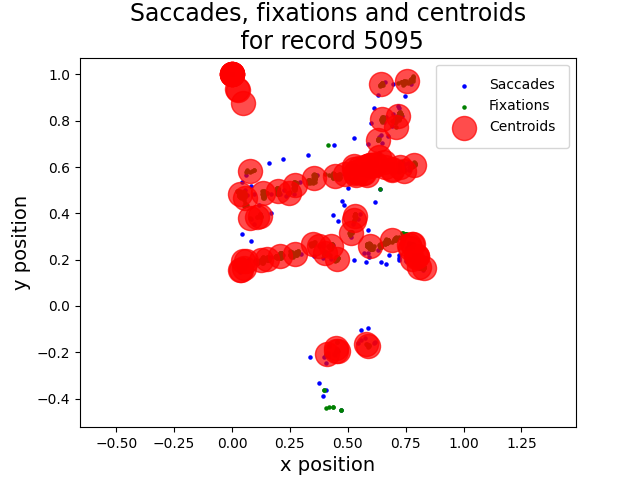 Saccades, fixations and centroids
for record 5095
Saccades
Fixations
Centroids
1.0
0.8
0.6
0.4
0.2
0.0
−0.2
−0.4
y position
−0.50
−0.25
0.00
0.25
0.50
0.75
1.00
1.25
x position